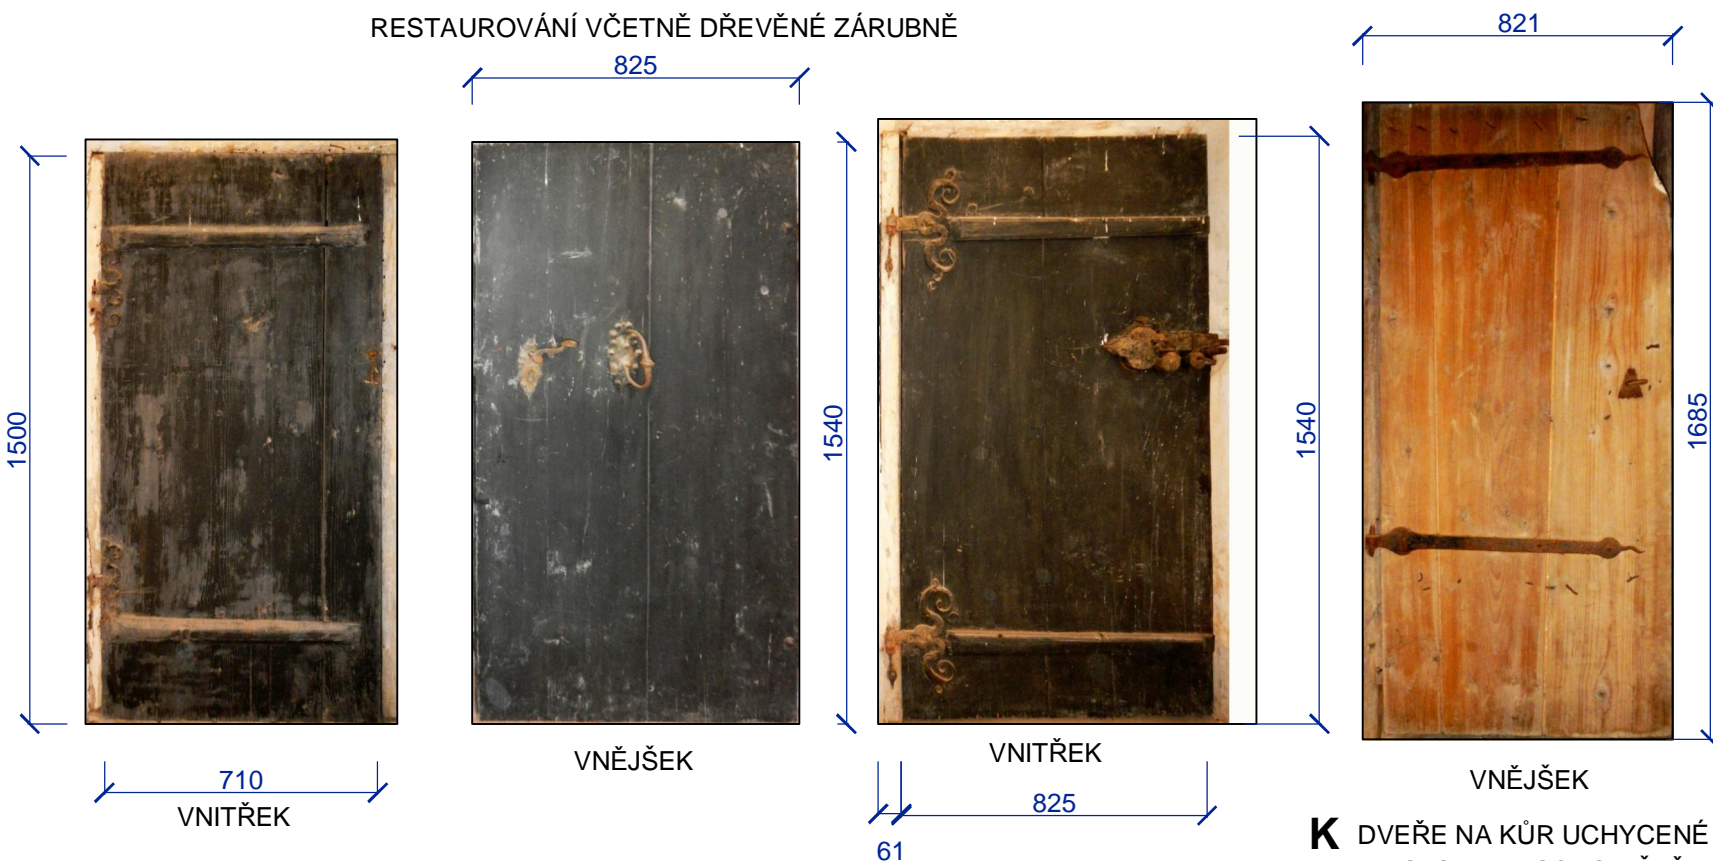 RESTAUROVÁNÍ VČETNĚ DŘEVĚNÉ ZÁRUBNĚ
821
825
1500
1540
1540
1685
VNĚJŠEK
VNITŘEK
VNĚJŠEK
710
825
VNITŘEK
61
K DVEŘE NA KŮR UCHYCENÉ